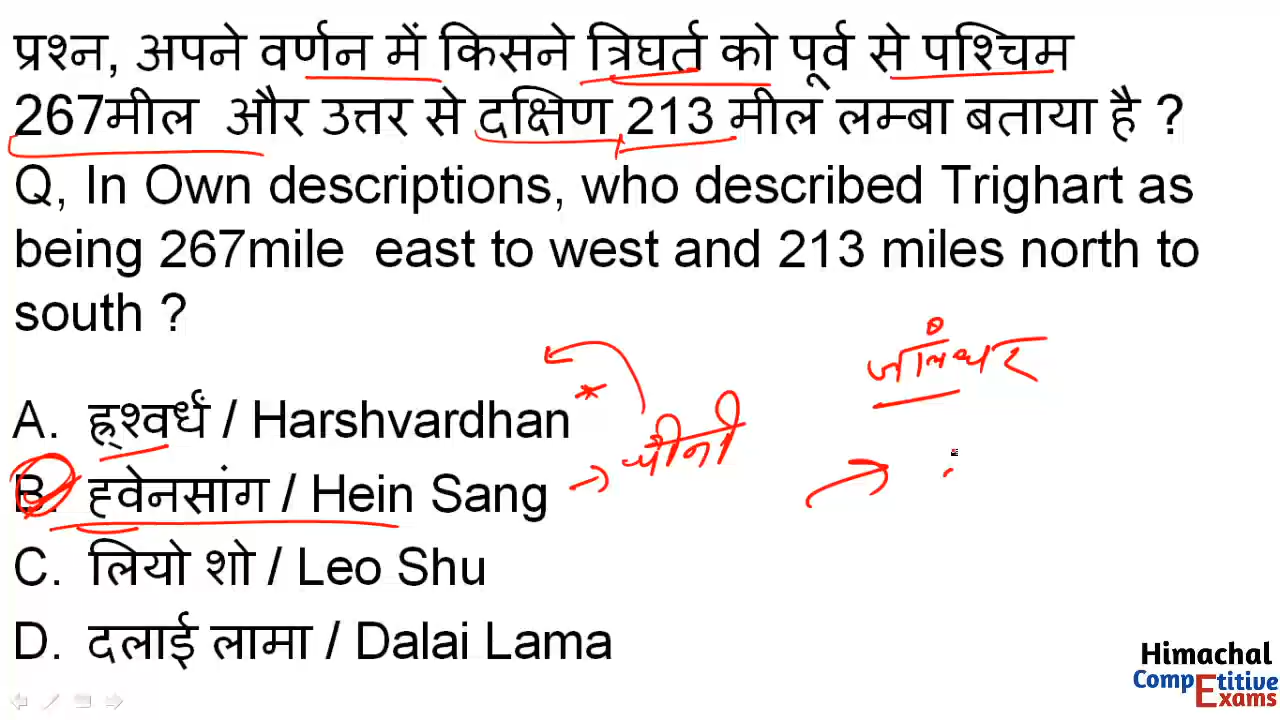 प्रश्न, अपने वर्णन में किसने त्रिघर्त को पूर्व से पश्चिम
267मील और उत्तर से दक्षिण 213 मील लम्बा बताया है ?
Q, In Own descriptions, who described Trighart as
being 267mile east to west and 213 miles north to
south ?
जालन्धर
A. ह्र्श्वर्धं / Harshvardhan
चीनी
B. ह्वेनसांग / Hein Sang
C. लियो शो / Leo Shu
D. दलाई लामा / Dalai Lama
Himachal
CompEtitive
Exams